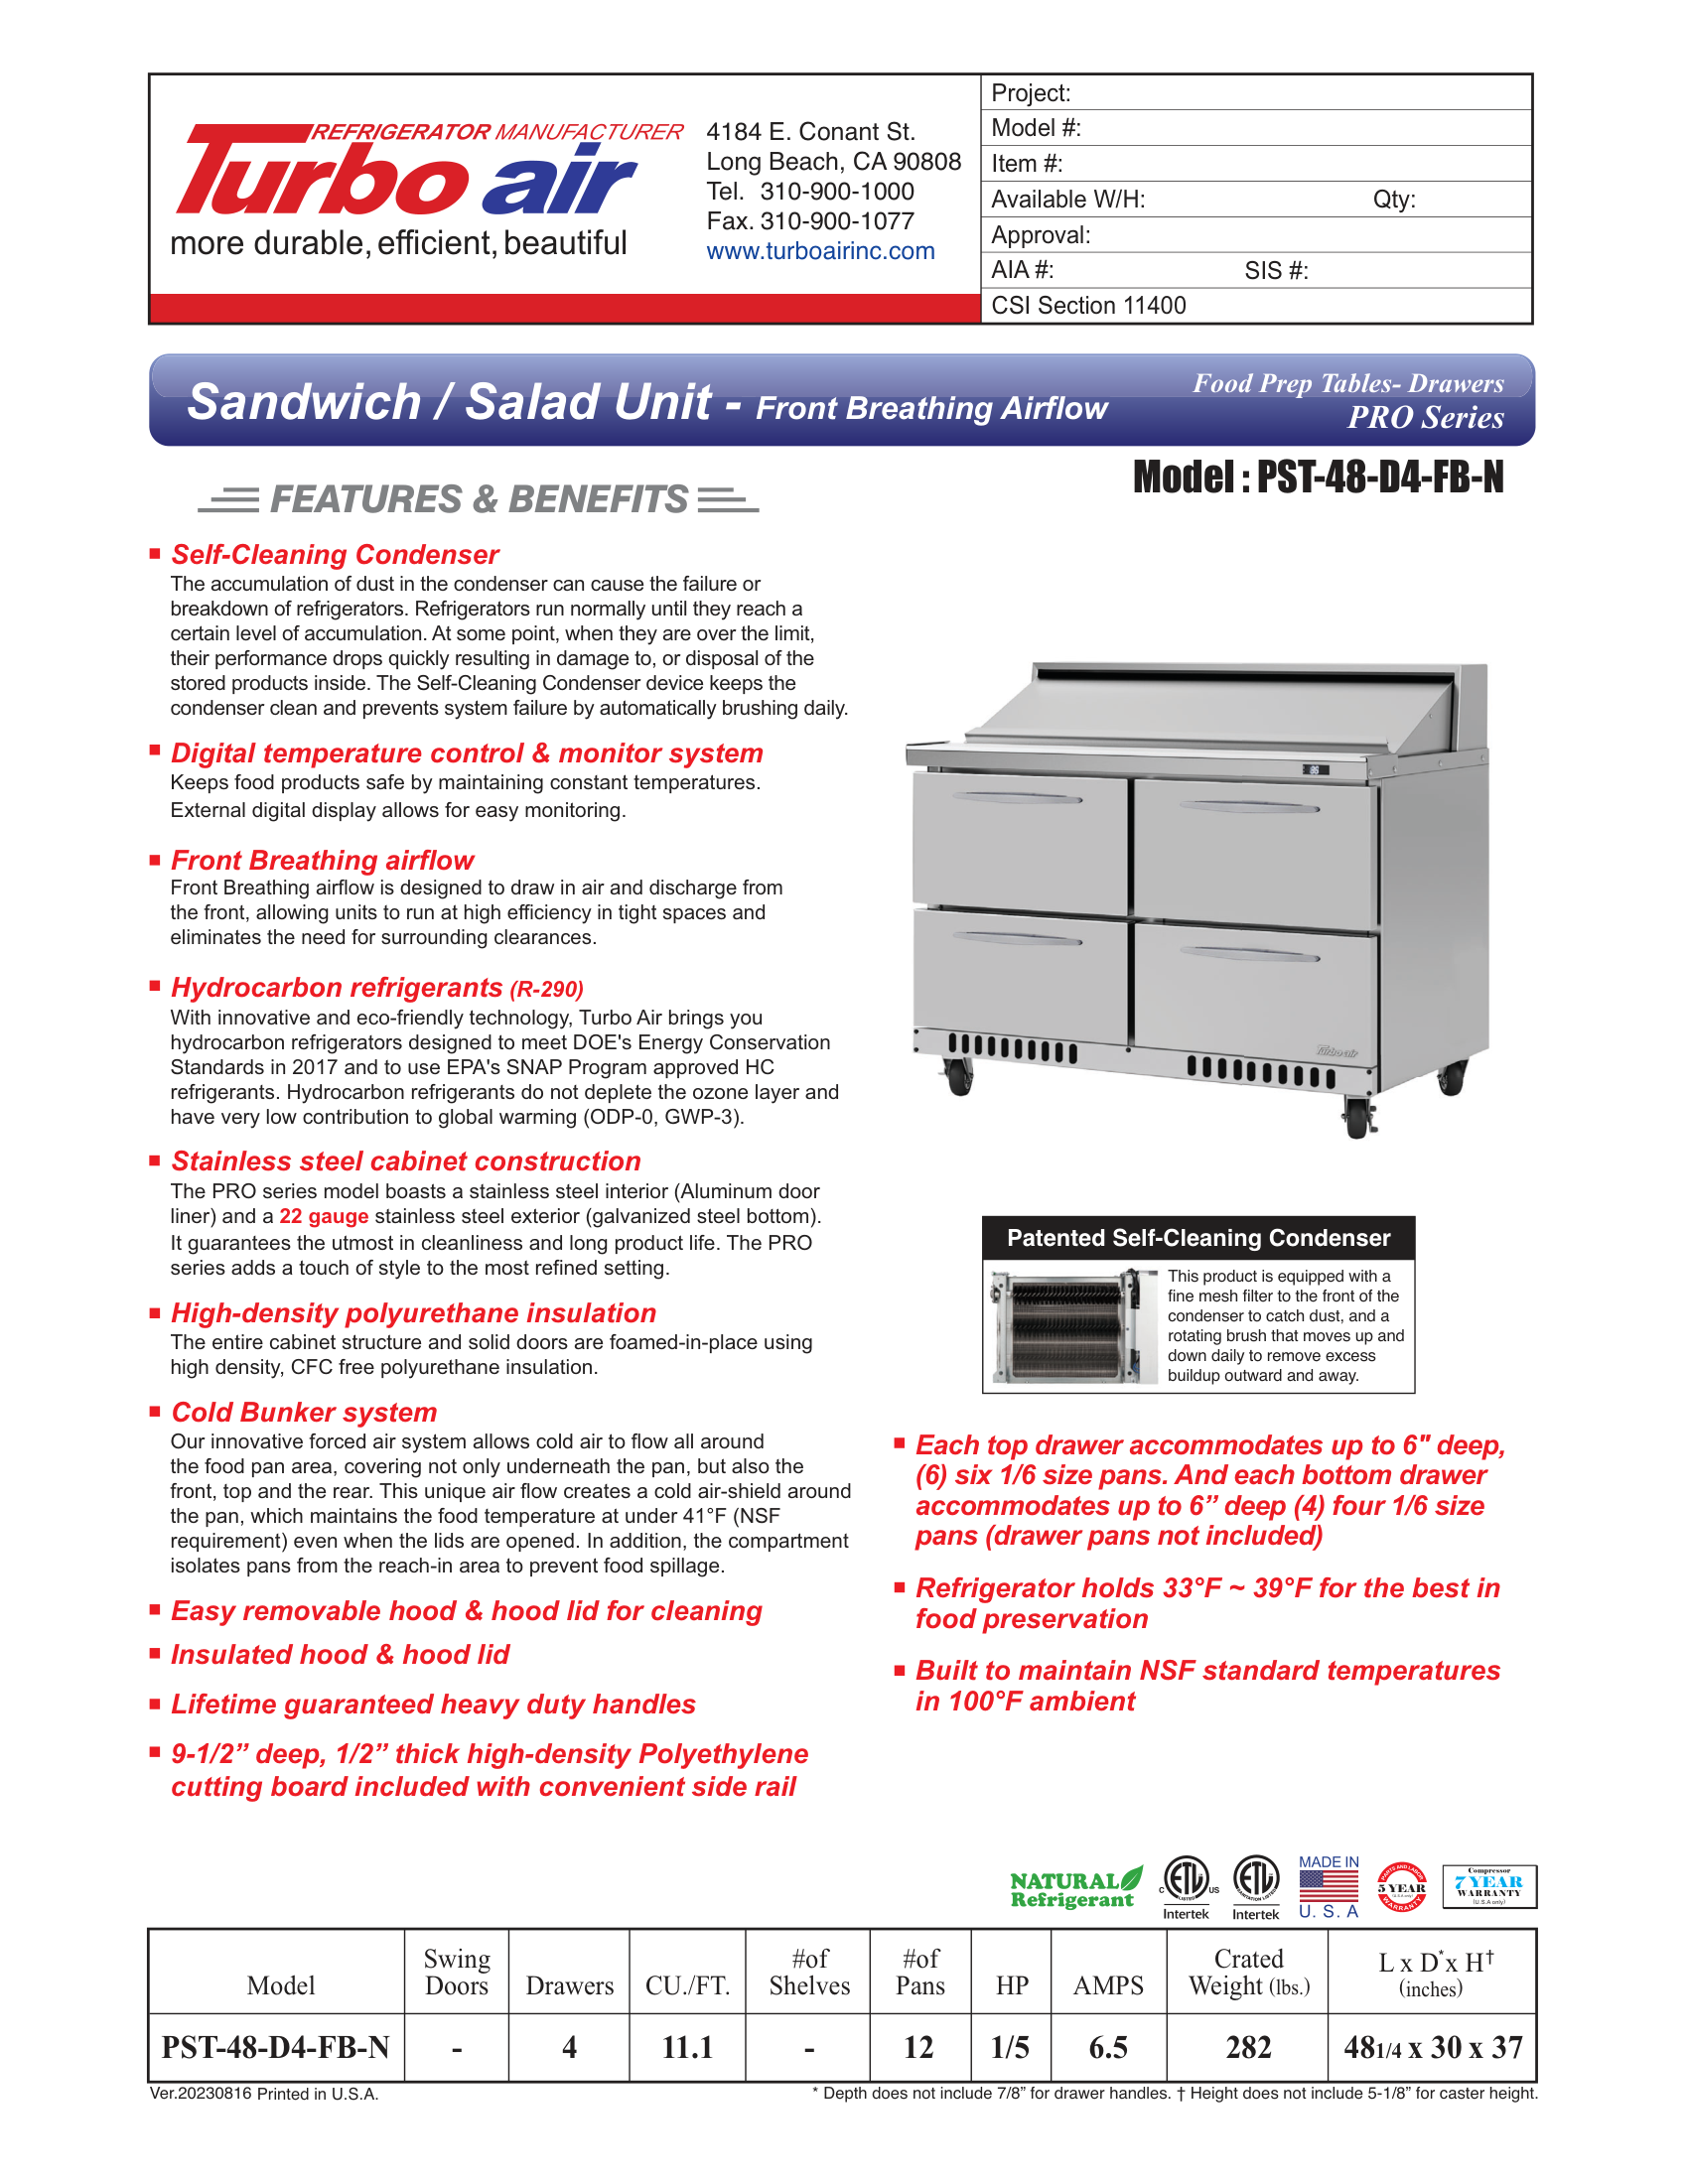 REFRIGERATOR MANUFACTURER
Turbo air
more durable, efficient, beautiful
4184 E. Conant St.
Long Beach, CA 90808
Tel. 310-900-1000
Fax. 310-900-1077
www.turboairinc.com
Project:
Model #:
Item #:
Available W/H: Qty:
Approval:
AIA #: SIS #:
CSI Section 11400
Sandwich / Salad Unit - Front Breathing Airflow
Food Prep Tables- Drawers
PRO Series
Model : PST-48-D4-FB-N
FEATURES & BENEFITS
Self-Cleaning Condenser
The accumulation of dust in the condenser can cause the failure or
breakdown of refrigerators. Refrigerators run normally until they reach a
certain level of accumulation. At some point, when they are over the limit,
their performance drops quickly resulting in damage to, or disposal of the
stored products inside. The Self-Cleaning Condenser device keeps the
condenser clean and prevents system failure by automatically brushing daily.
Digital temperature control & monitor system
Keeps food products safe by maintaining constant temperatures.
External digital display allows for easy monitoring.
Front Breathing airflow
Front Breathing airflow is designed to draw in air and discharge from
the front, allowing units to run at high efficiency in tight spaces and
eliminates the need for surrounding clearances.
Hydrocarbon refrigerants (R-290)
With innovative and eco-friendly technology, Turbo Air brings you
hydrocarbon refrigerators designed to meet DOE's Energy Conservation
Standards in 2017 and to use EPA's SNAP Program approved HC
refrigerants. Hydrocarbon refrigerants do not deplete the ozone layer and
have very low contribution to global warming (ODP-0, GWP-3).
Stainless steel cabinet construction
The PRO series model boasts a stainless steel interior (Aluminum door
liner) and a 22 gauge stainless steel exterior (galvanized steel bottom).
It guarantees the utmost in cleanliness and long product life. The PRO
series adds a touch of style to the most refined setting.
High-density polyurethane insulation
The entire cabinet structure and solid doors are foamed-in-place using
high density, CFC free polyurethane insulation.
Cold Bunker system
Our innovative forced air system allows cold air to flow all around
the food pan area, covering not only underneath the pan, but also the
front, top and the rear. This unique air flow creates a cold air-shield around
the pan, which maintains the food temperature at under 41°F (NSF
requirement) even when the lids are opened. In addition, the compartment
isolates pans from the reach-in area to prevent food spillage.
Easy removable hood & hood lid for cleaning
Insulated hood & hood lid
Lifetime guaranteed heavy duty handles
9-1/2” deep, 1/2” thick high-density Polyethylene
cutting board included with convenient side rail
Turbo air
Patented Self-Cleaning Condenser
This product is equipped with a
fine mesh filter to the front of the
condenser to catch dust, and a
rotating brush that moves up and
down daily to remove excess
buildup outward and away.
Each top drawer accommodates up to 6" deep,
(6) six 1/6 size pans. And each bottom drawer
accommodates up to 6” deep (4) four 1/6 size
pans (drawer pans not included)
Refrigerator holds 33°F ~ 39°F for the best in
food preservation
Built to maintain NSF standard temperatures
in 100°F ambient
NATURAL
Refrigerant
C ETL US
LISTED
Intertek
ETL
SANITATION LISTED
Intertek
MADE IN
U. S. A
PARTS AND LABOR
5 YEAR
(U.S.A only)
WARRANTY
Compressor
7 YEAR
WARRANTY
(U.S.A only)
Model Swing Doors Drawers CU./FT. #of Shelves #of Pans HP AMPS Crated Weight (lbs.) L x D* x H† (inches)
PST-48-D4-FB-N - 4 11.1 - 12 1/5 6.5 282 48 1/4 x 30 x 37
Ver.20230816 Printed in U.S.A.
* Depth does not include 7/8” for drawer handles. † Height does not include 5-1/8” for caster height.